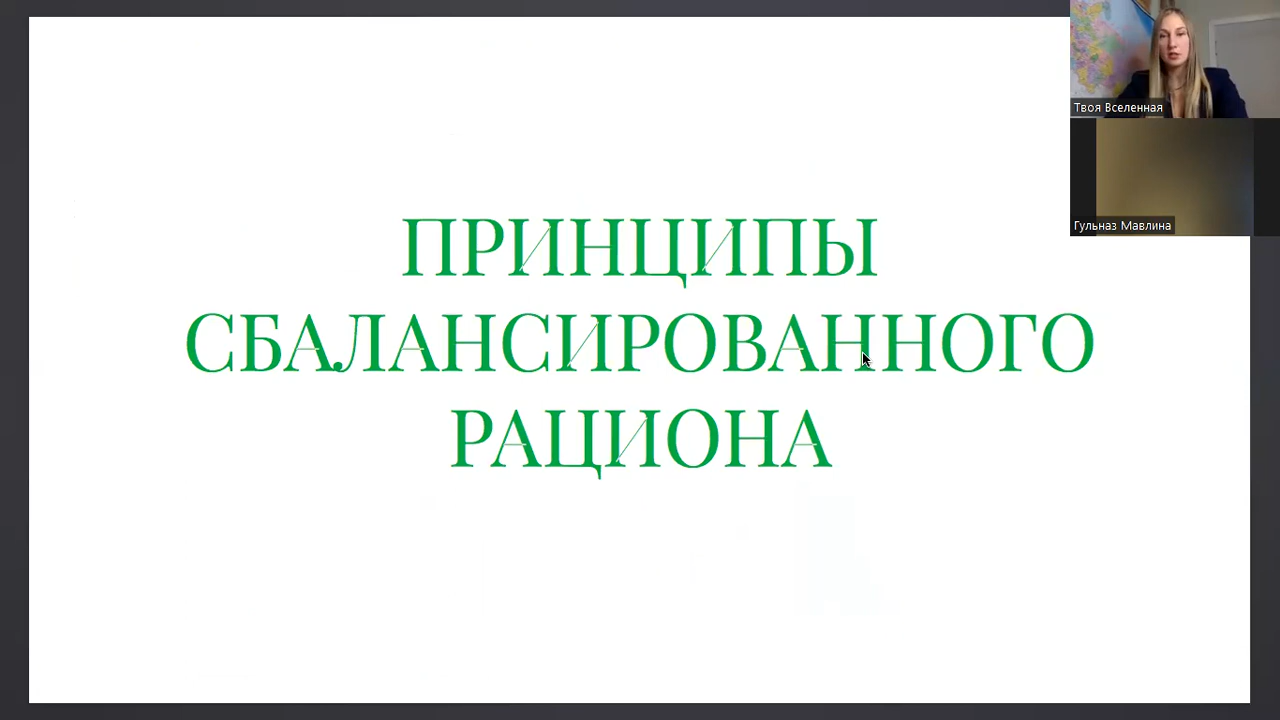 ПРИНЦИПЫ
СБАЛАНСИРОВАННОГО
РАЦИОНА
Твоя Вселенная
Гульназ Мавлина